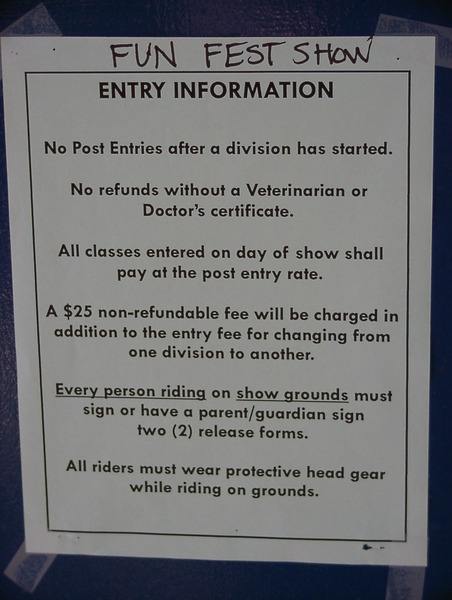 FUN FEST SHOW
ENTRY INFORMATION
No Post Entries after a division has started.
No refunds without a Veterinarian or
Doctor's certificate.
All classes entered on day of show shall
pay at the post entry rate.
A $25 non-refundable fee will be charged in
addition to the entry fee for changing from
one division to another.
Every person riding on show grounds must
sign or have a parent/guardian sign
two (2) release forms.
All riders must wear protective head gear
while riding on grounds.